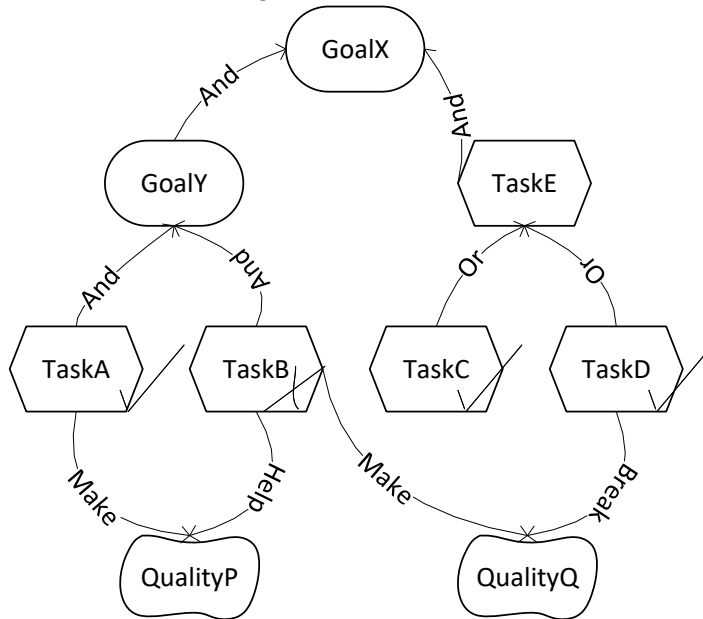 GoalX
And
And
GoalY
TaskE
And
And
Or
Or
TaskA
TaskB
TaskC
TaskD
Make
Help
Make
Break
QualityP
QualityQ